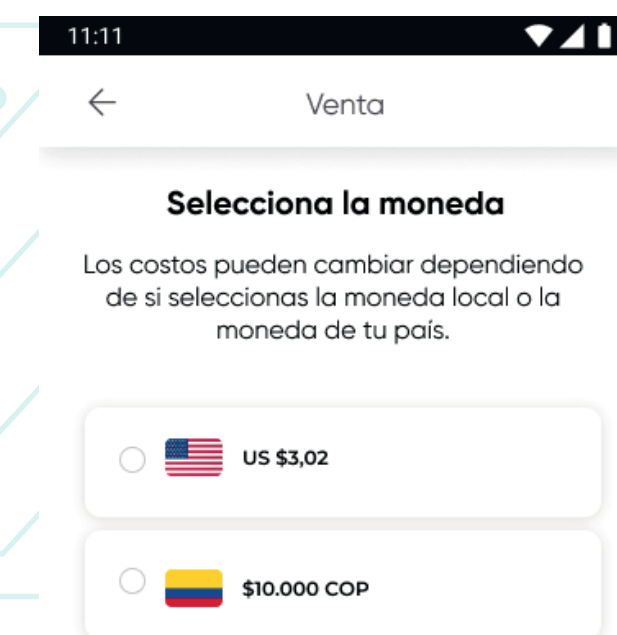 11:11
Venta
Selecciona la moneda
Los costos pueden cambiar dependiendo
de si seleccionas la moneda local o la
moneda de tu país.
US $3,02
$10.000 COP